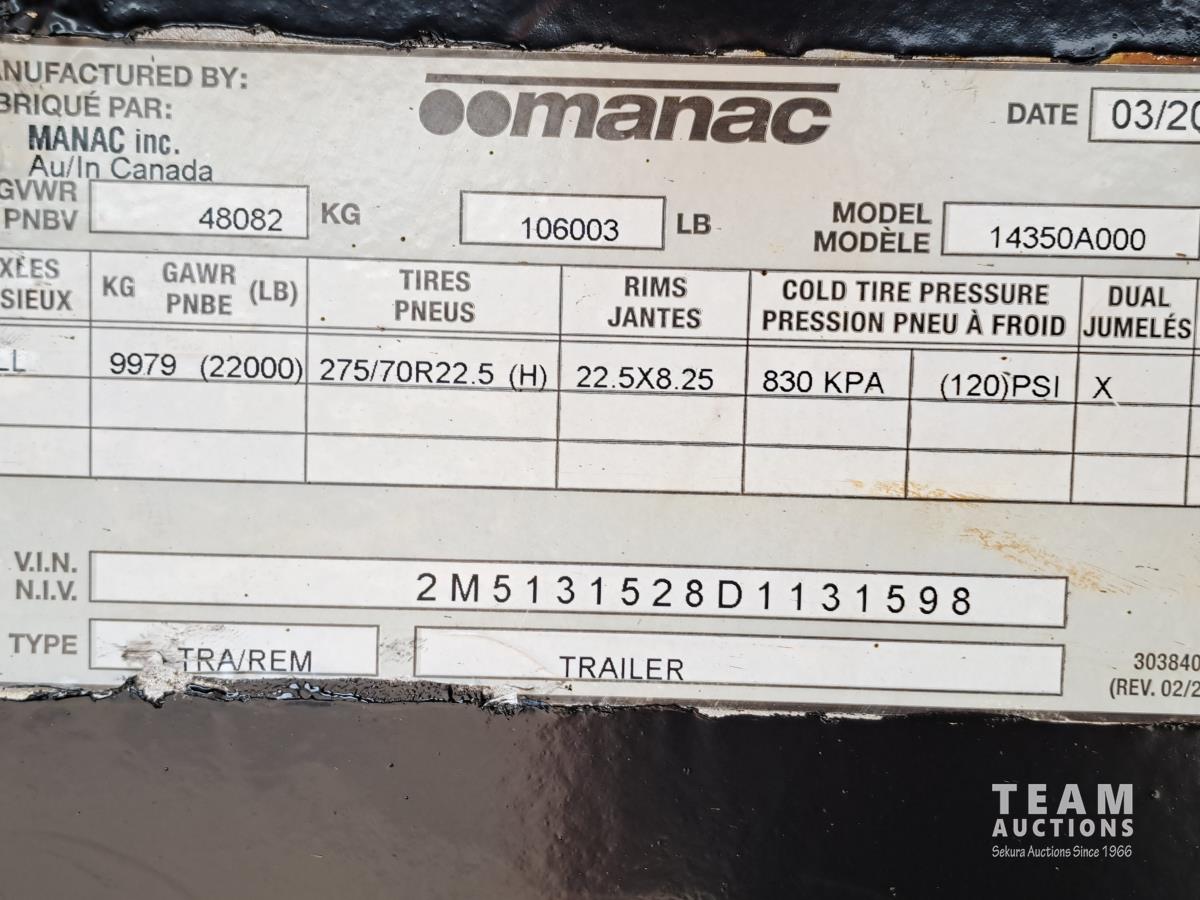 ANUFACTURED BY:
BRIQUÉ PAR:
MANAC inc.
Au/In Canada
manac
DATE 03/20
GVWR
PNBV
48082 KG
106003 LB
MODEL
MODÈLE
14350A000
XLES
SIEUX
KG GAWR (LB)
PNBE
TIRES
PNEUS
RIMS
JANTES
COLD TIRE PRESSURE
PRESSION PNEU À FROID
DUAL
JUMELÉS
LL 9979 (22000) 275/70R22.5 (H) 22.5X8.25 830 KPA (120)PSI X
V.I.N.
N.I.V.
2M5131528D1131598
TYPE TRA/REM TRAILER
303840
(REV. 02/2
TEAM
AUCTIONS
Sekura Auctions Since 1966